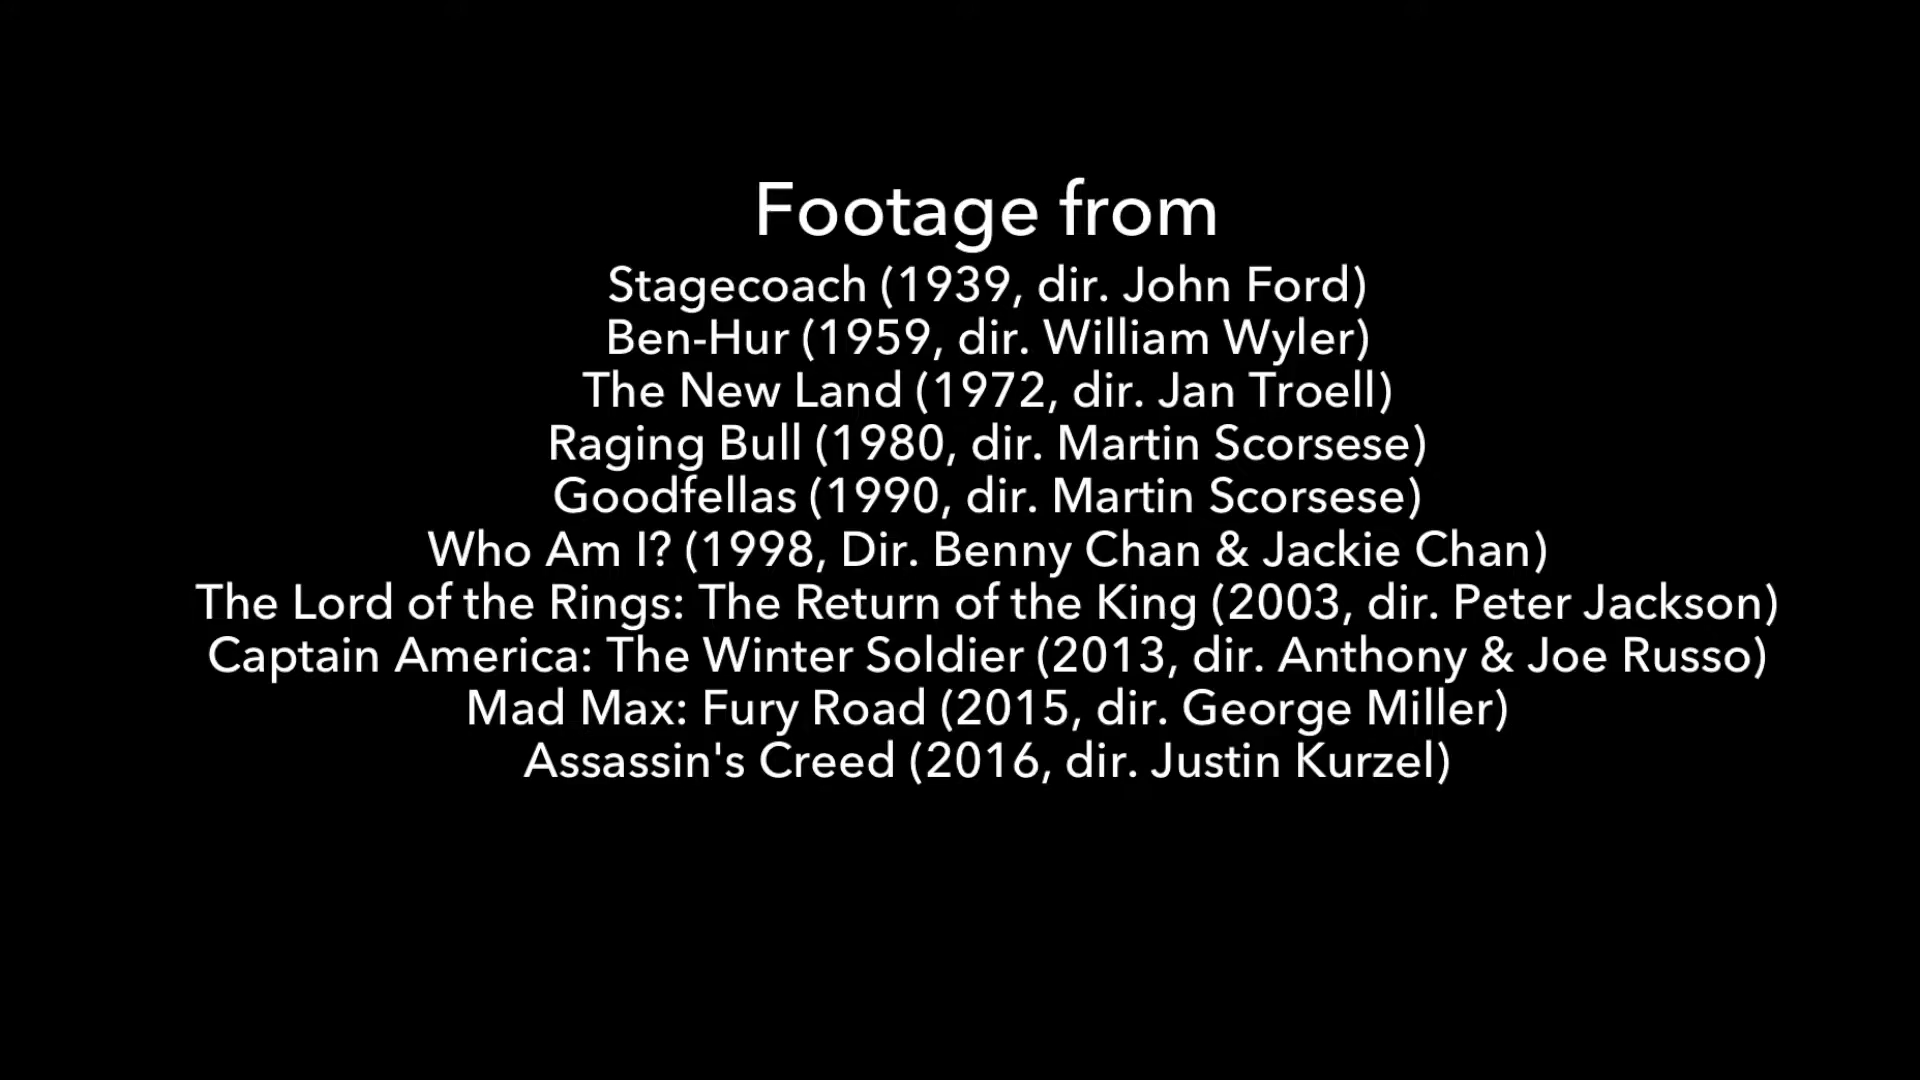 Footage from
Stagecoach (1939, dir. John Ford)
Ben-Hur (1959, dir. William Wyler)
The New Land (1972, dir. Jan Troell)
Raging Bull (1980, dir. Martin Scorsese)
Goodfellas (1990, dir. Martin Scorsese)
Who Am I? (1998, Dir. Benny Chan & Jackie Chan)
The Lord of the Rings: The Return of the King (2003, dir. Peter Jackson)
Captain America: The Winter Soldier (2013, dir. Anthony & Joe Russo)
Mad Max: Fury Road (2015, dir. George Miller)
Assassin's Creed (2016, dir. Justin Kurzel)